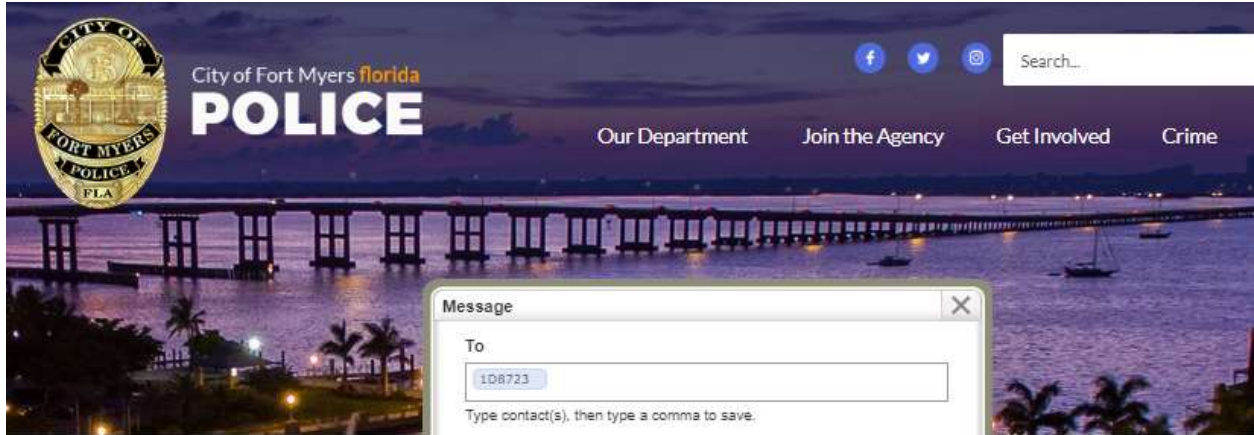 CITY OF
FORT MYERS
POLICE
FLA
City of Fort Myers florida
POLICE
Search...
Our Department Join the Agency Get Involved Crime
Message
To
1D8723
Type contact(s), then type a comma to save.